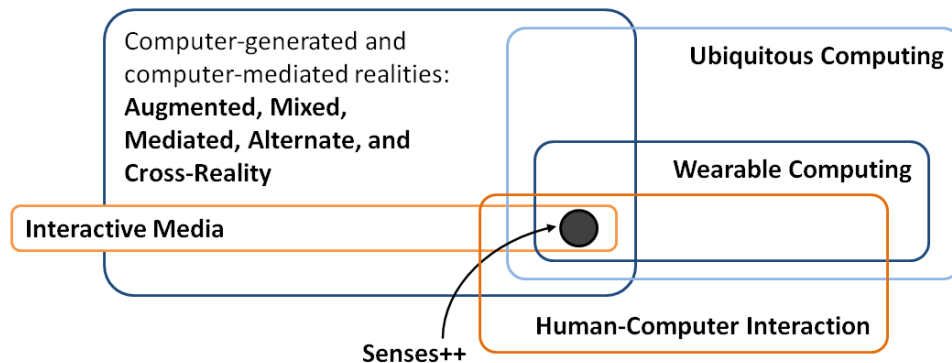 Computer-generated and
computer-mediated realities:
Augmented, Mixed,
Mediated, Alternate, and
Cross-Reality
Ubiquitous Computing
Wearable Computing
Interactive Media
Human-Computer Interaction
Senses++